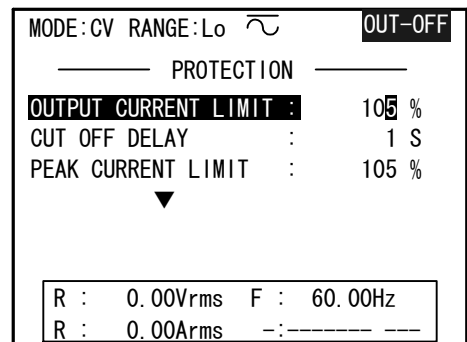 MODE:CV RANGE:Lo OUT-OFF
PROTECTION
OUTPUT CURRENT LIMIT : 105 %
CUT OFF DELAY : 1 S
PEAK CURRENT LIMIT : 105 %
▼
R : 0.00Vrms F : 60.00Hz
R : 0.00Arms -:------- ---